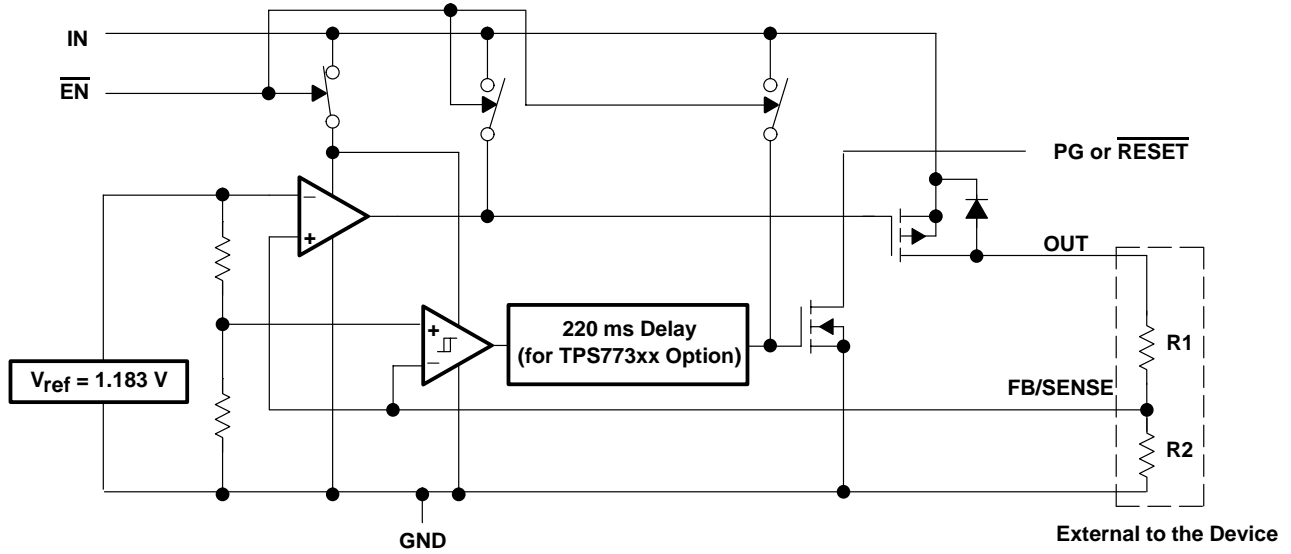 IN
EN
PG or RESET
−
+
OUT
+
−
220 ms Delay
(for TPS773xx Option)
R1
Vref = 1.183 V
FB/SENSE
R2
GND
External to the Device